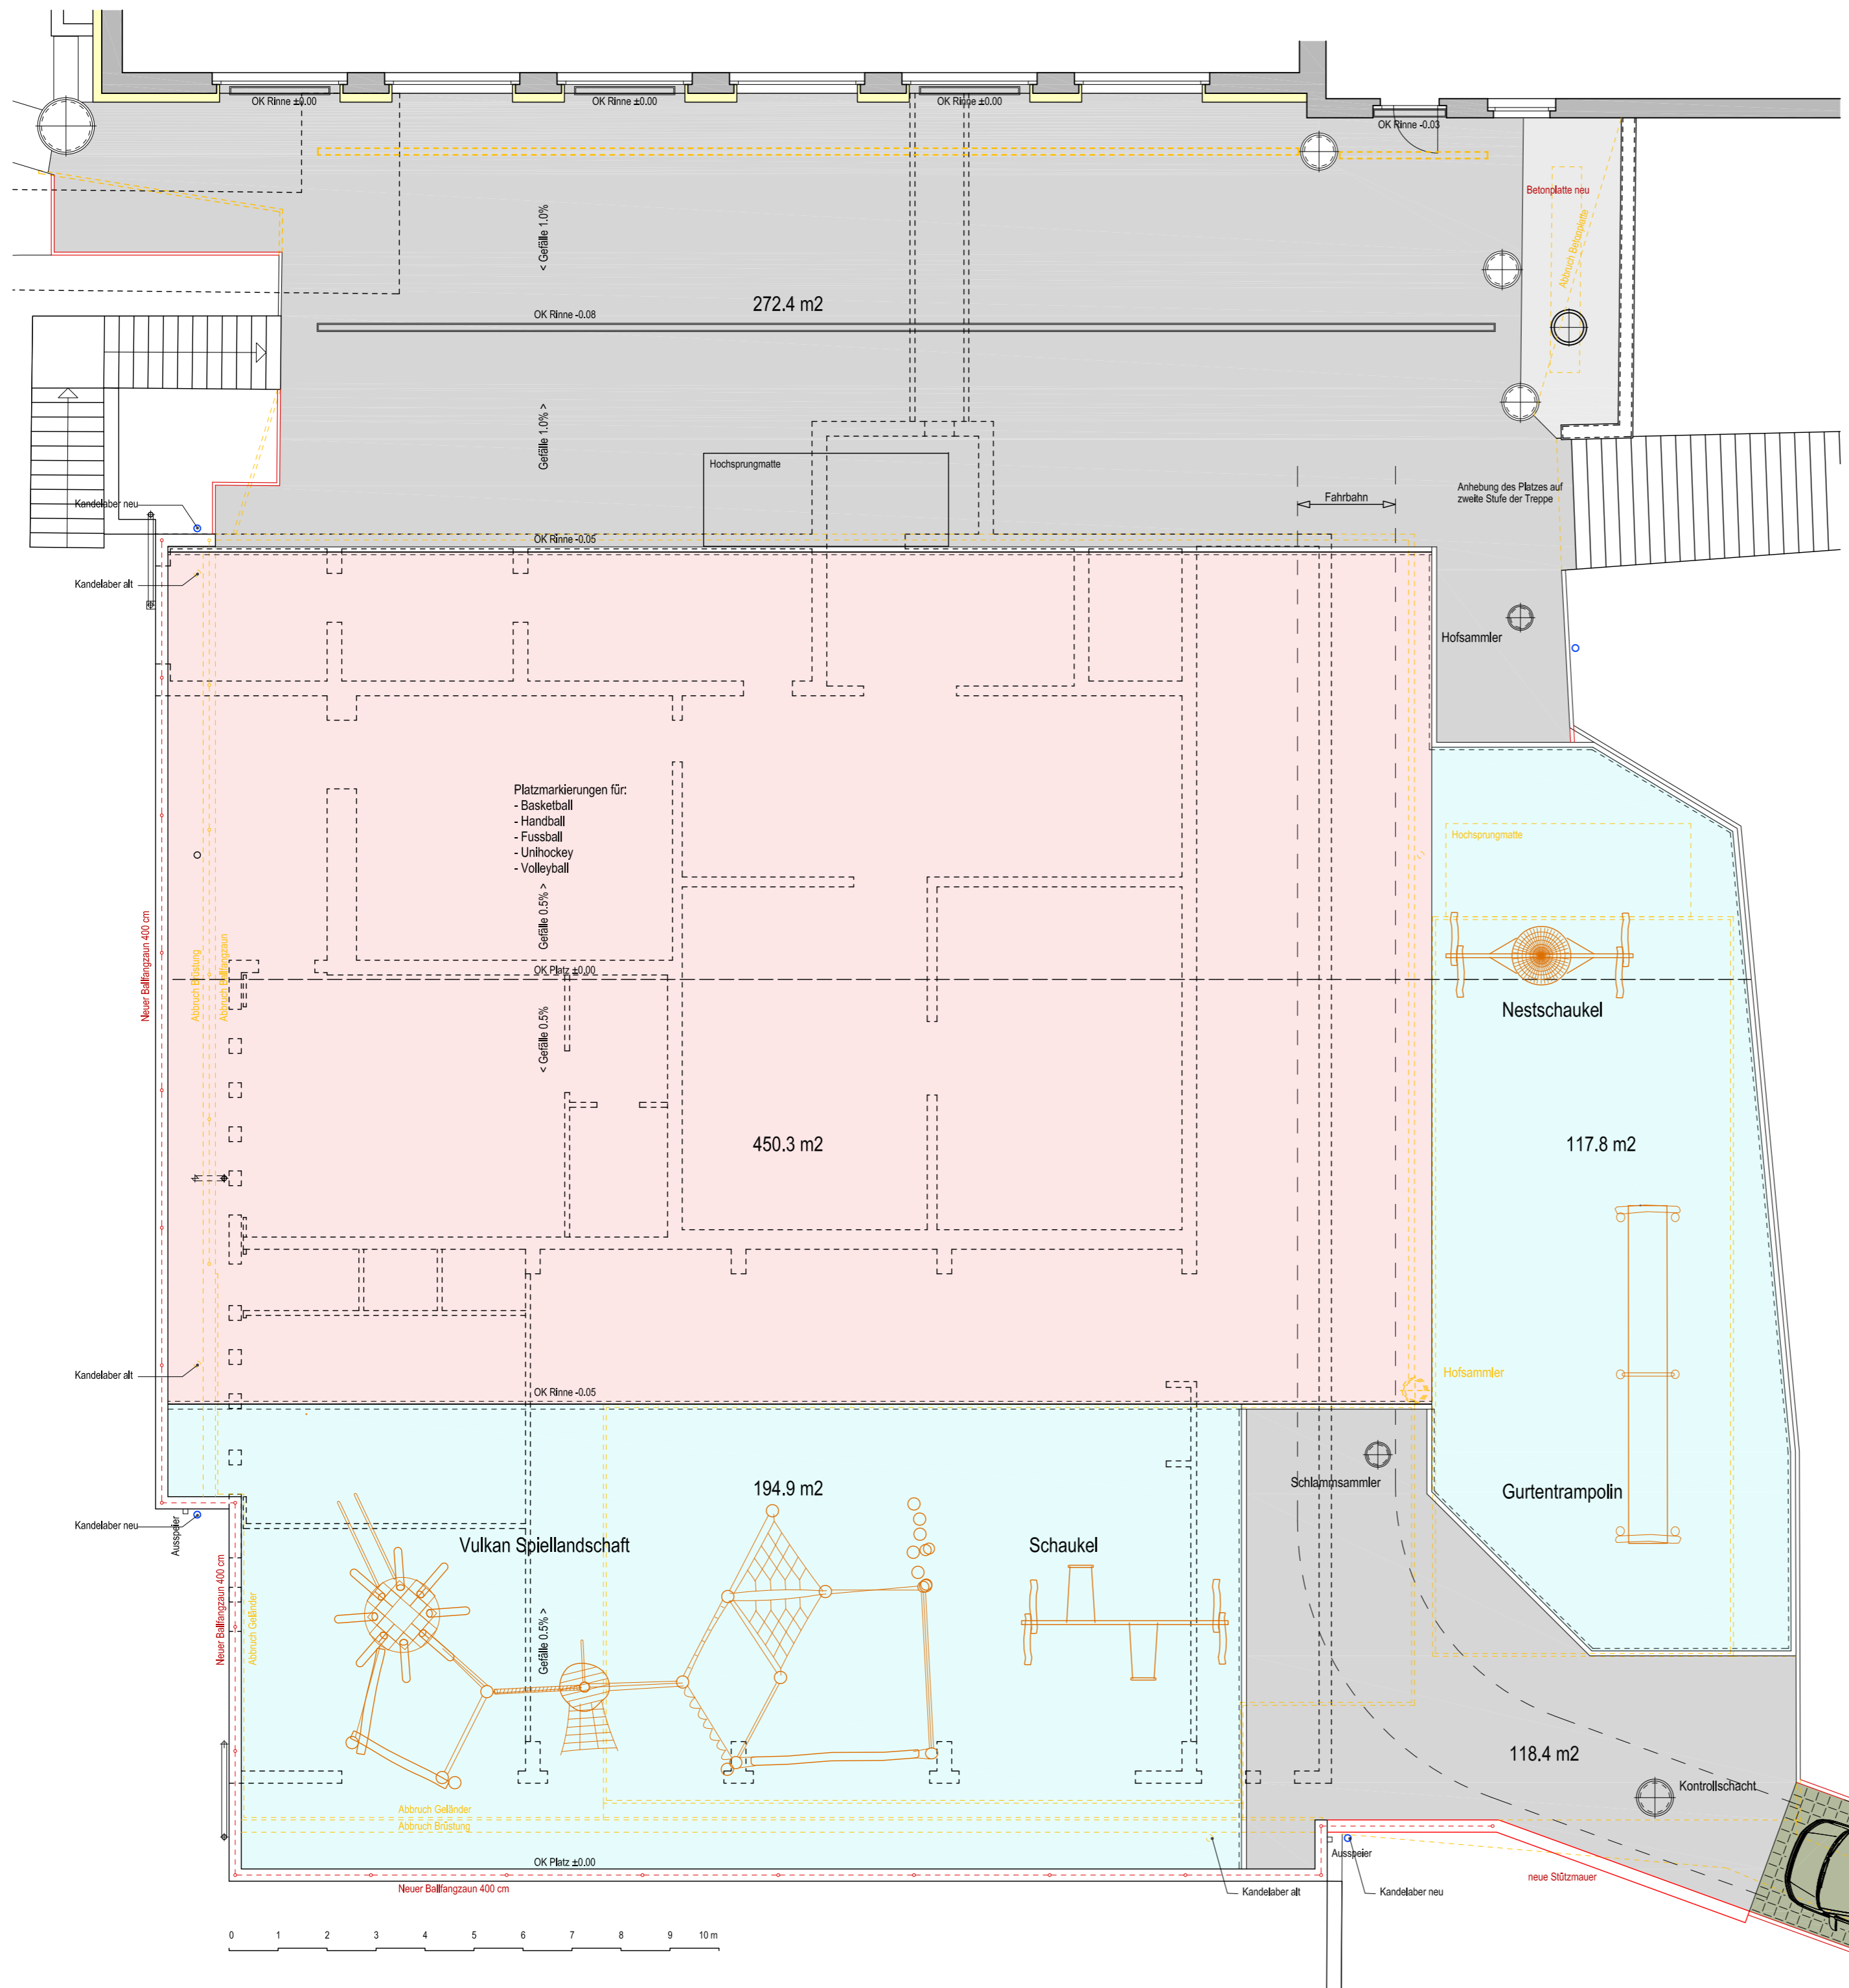 OK Rinne ±0.00
OK Rinne ±0.00
OK Rinne ±0.00
OK Rinne -0.03
Betonplatte neu
Abbruch Betonplatte
< Gefälle 1.0%
272.4 m2
OK Rinne -0.08
Gefälle 1.0% >
Hochsprungmatte
Fahrbahn
Anhebung des Platzes auf
zweite Stufe der Treppe
Kandelaber neu
OK Rinne -0.05
Kandelaber alt
Hofsammler
Platzmarkierungen für:
- Basketball
- Handball
- Fussball
- Unihockey
- Volleyball
Hochsprungmatte
Gefälle 0.5% >
Neuer Ballfangzaun 400 cm
Abbruch Brüstung
Abbruch Ballfangzaun
OK Platz ±0.00
Nestschaukel
< Gefälle 0.5%
450.3 m2
117.8 m2
Kandelaber alt
Hofsammler
OK Rinne -0.05
194.9 m2
Schlammsammler
Gurtentrampolin
Kandelaber neu
Ausspeier
Vulkan Spiellandschaft
Schaukel
Neuer Ballfangzaun 400 cm
Abbruch Geländer
Gefälle 0.5% >
118.4 m2
Kontrollschacht
Abbruch Geländer
Abbruch Brüstung
OK Platz ±0.00
Ausspeier
Neuer Ballfangzaun 400 cm
Kandelaber alt
Kandelaber neu
neue Stützmauer
0 1 2 3 4 5 6 7 8 9 10 m